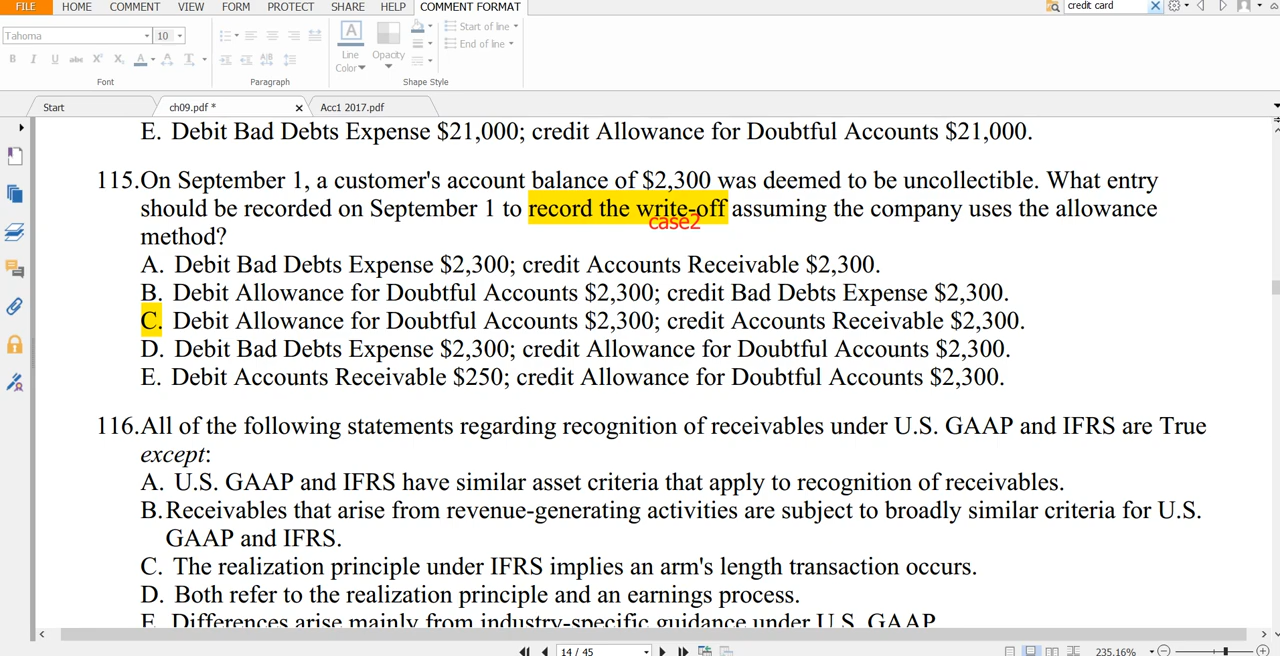 FILE HOME COMMENT VIEW FORM PROTECT SHARE HELP COMMENT FORMAT credit card
Tahoma 10 Start of line
End of line
Line Color Opacity
Font Paragraph Shape Style
Start ch09.pdf * Acc1 2017.pdf
E. Debit Bad Debts Expense $21,000; credit Allowance for Doubtful Accounts $21,000.
115.On September 1, a customer's account balance of $2,300 was deemed to be uncollectible. What entry
should be recorded on September 1 to record the write-off assuming the company uses the allowance
case2
method?
A. Debit Bad Debts Expense $2,300; credit Accounts Receivable $2,300.
B. Debit Allowance for Doubtful Accounts $2,300; credit Bad Debts Expense $2,300.
C. Debit Allowance for Doubtful Accounts $2,300; credit Accounts Receivable $2,300.
D. Debit Bad Debts Expense $2,300; credit Allowance for Doubtful Accounts $2,300.
E. Debit Accounts Receivable $250; credit Allowance for Doubtful Accounts $2,300.
116.All of the following statements regarding recognition of receivables under U.S. GAAP and IFRS are True
except:
A. U.S. GAAP and IFRS have similar asset criteria that apply to recognition of receivables.
B.Receivables that arise from revenue-generating activities are subject to broadly similar criteria for U.S.
GAAP and IFRS.
C. The realization principle under IFRS implies an arm's length transaction occurs.
D. Both refer to the realization principle and an earnings process.
E. Differences arise mainly from industry-specific guidance under U.S. GAAP
14 / 45 235.16%